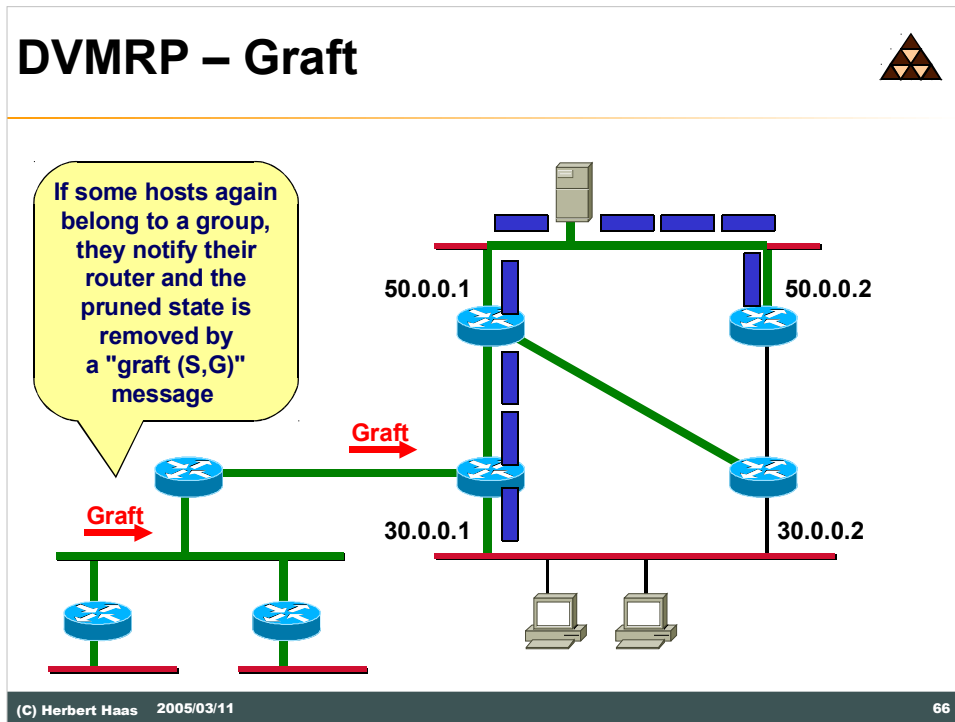 DVMRP – Graft
If some hosts again
belong to a group,
they notify their
router and the
pruned state is
removed by
a "graft (S,G)"
message
50.0.0.1
50.0.0.2
Graft
Graft
30.0.0.1
30.0.0.2
(C) Herbert Haas 2005/03/11
66